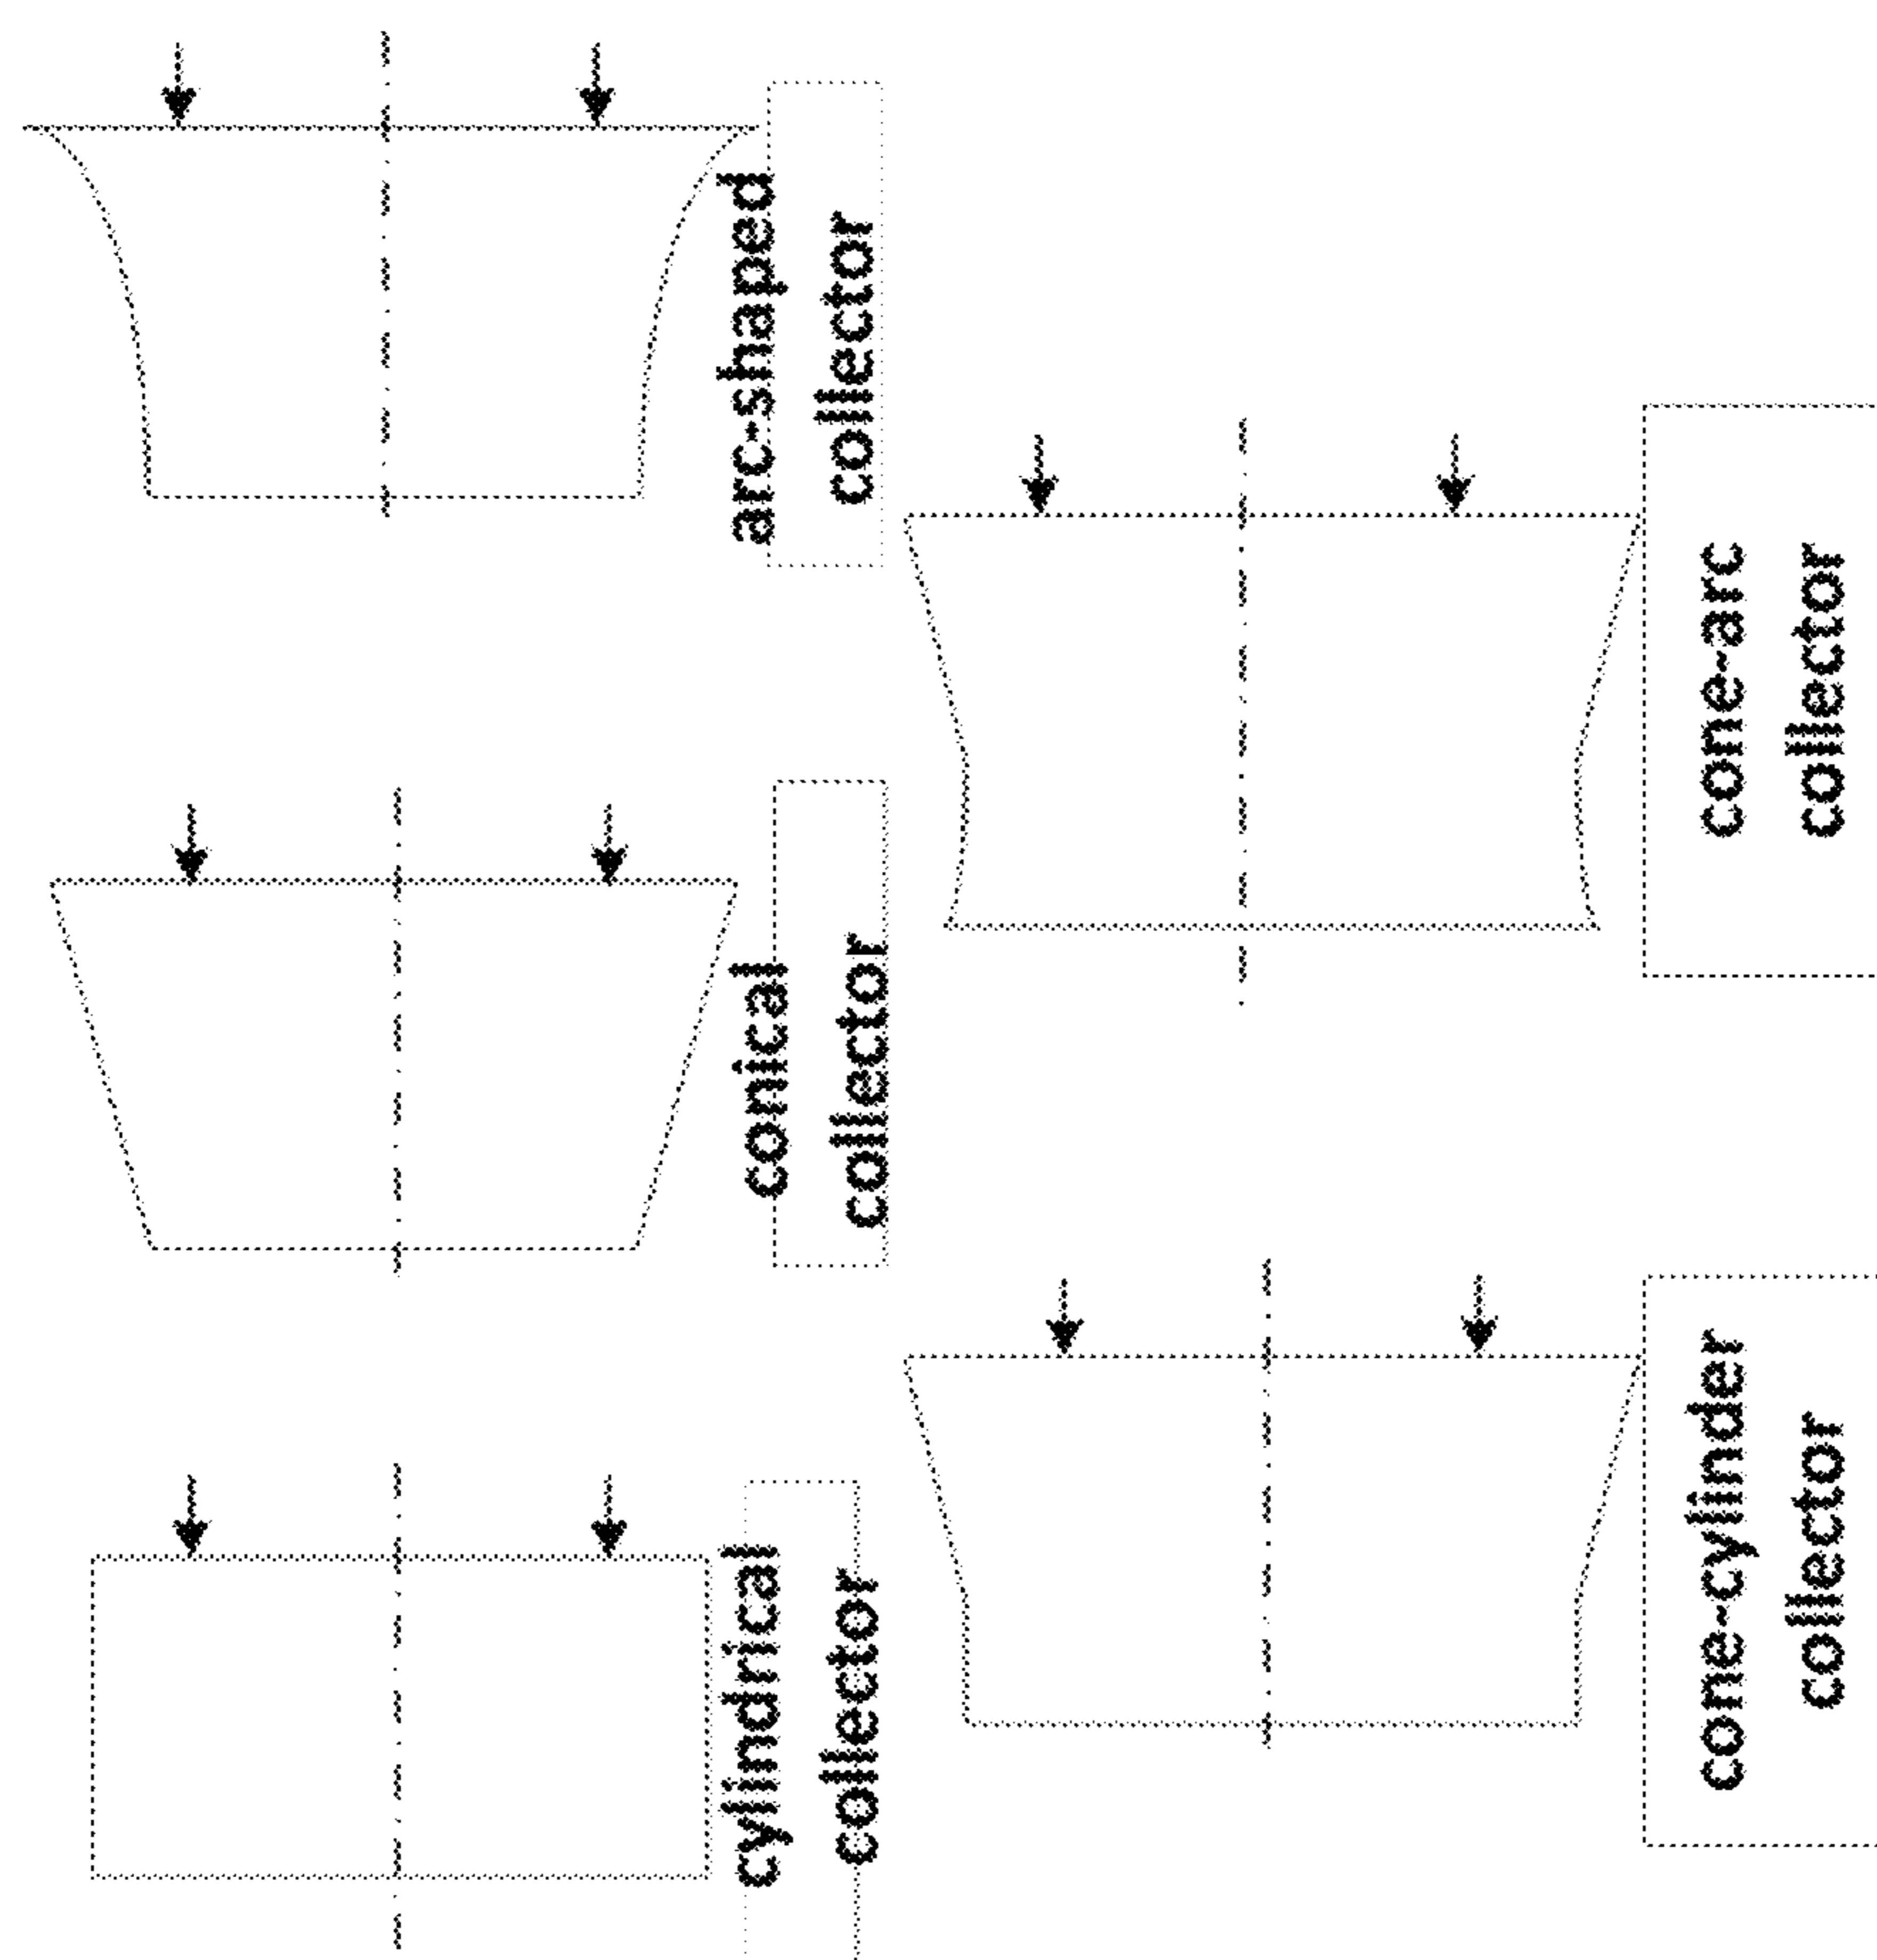 arc-shaped
collector
conical
collector
cylindrical
collector
cone-arc
collector
cone-cylinder
collector